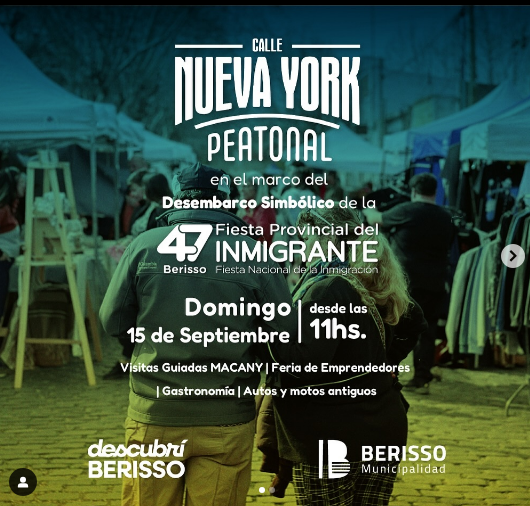 CALLE
NUEVA YORK
PEATONAL
en el marco del
Desembarco Simbólico de la
47 Fiesta Provincial del
INMIGRANTE
Berisso Fiesta Nacional de la Inmigración
Domingo
15 de Septiembre
desde las
11hs.
Visitas Guiadas MACANY | Feria de Emprendedores
| Gastronomía | Autos y motos antiguos
descubrí
BERISSO
BERISSO
Municipalidad